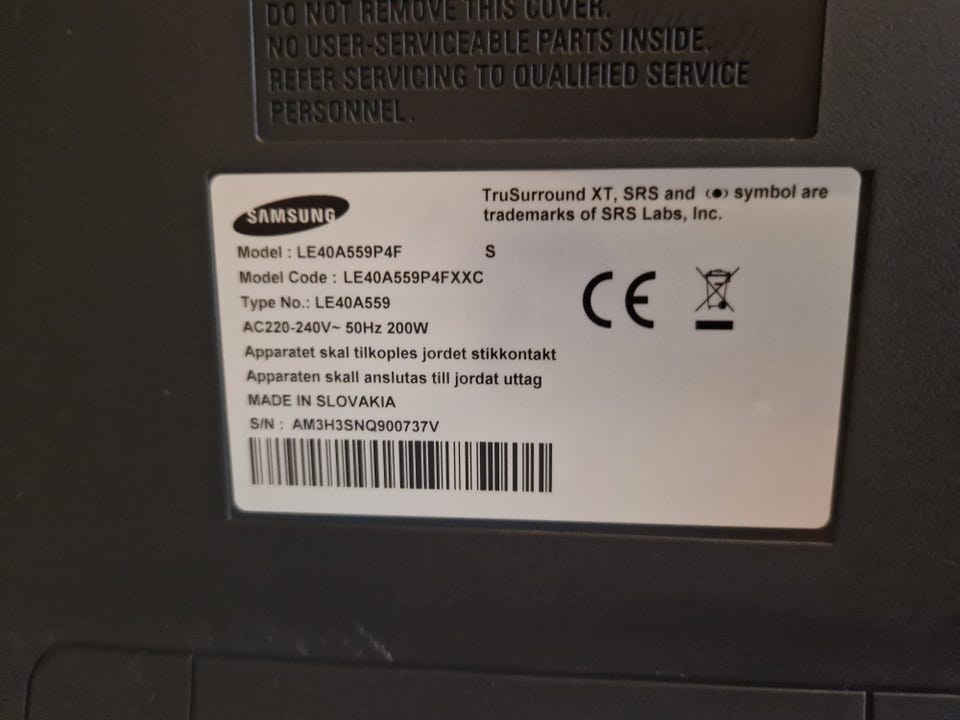 DO NOT REMOVE THIS COVER.
NO USER-SERVICEABLE PARTS INSIDE.
REFER SERVICING TO QUALIFIED SERVICE
PERSONNEL.
SAMSUNG
TruSurround XT, SRS and (●) symbol are
trademarks of SRS Labs, Inc.
Model : LE40A559P4F S
Model Code : LE40A559P4FXXC
Type No.: LE40A559
AC220-240V~ 50Hz 200W
Apparatet skal tilkoples jordet stikkontakt
Apparaten skall anslutas till jordat uttag
MADE IN SLOVAKIA
S/N : AM3H3SNQ900737V
CE